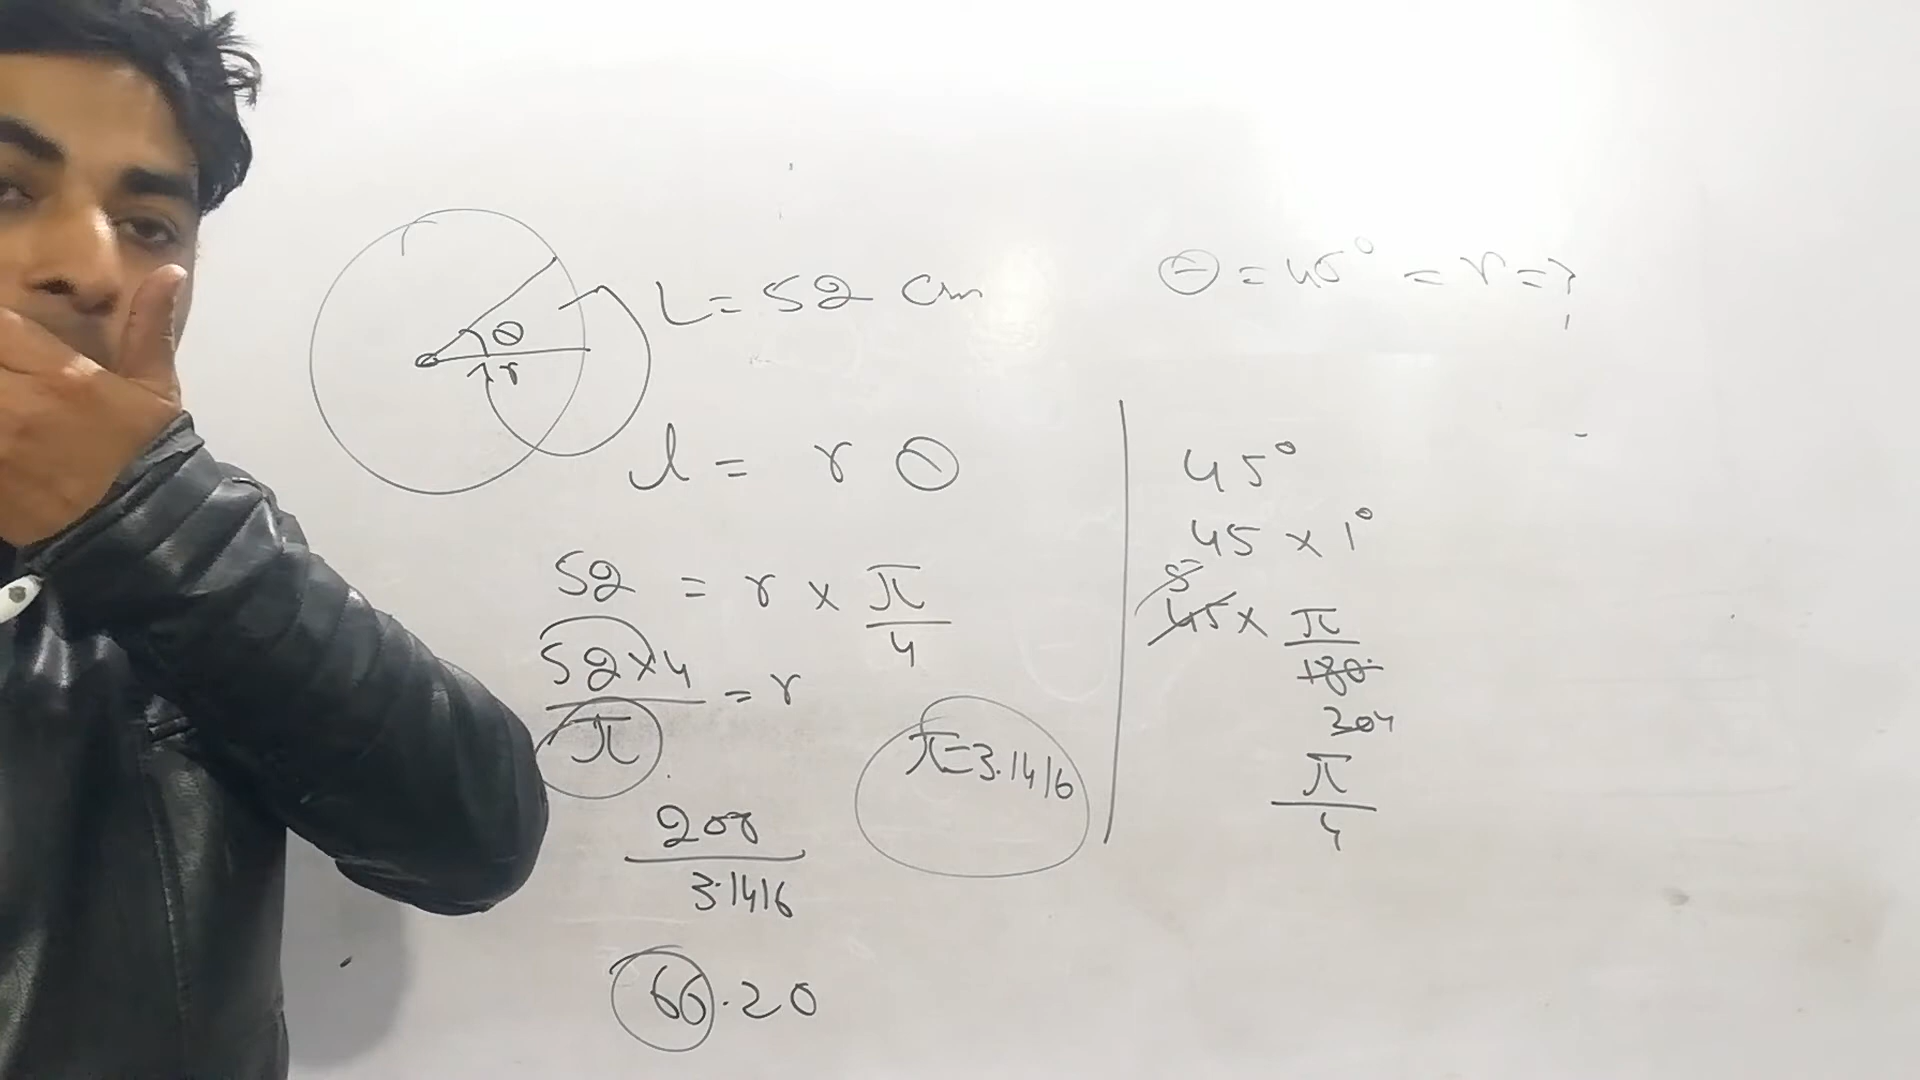 θ
r
L = 52 cm
θ = 45° = r = ?
l = r θ
52 = r × π/4
52×4/π = r
π = 3.1416
208/3.1416
66.20
45°
45 × 1°
45 × π/180
π/4